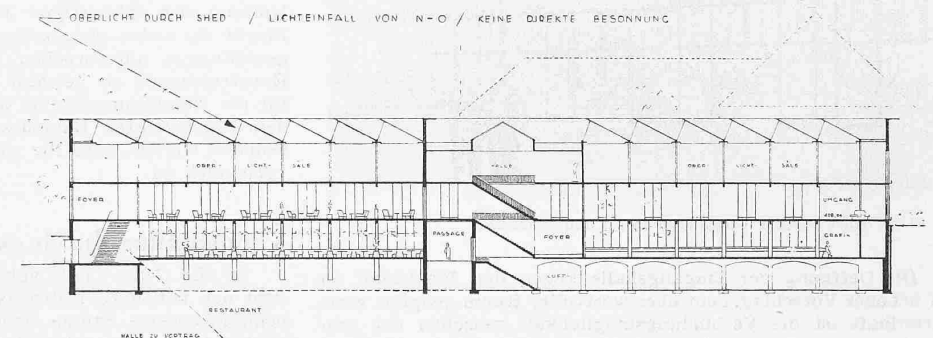 OBERLICHT DURCH SHED / LICHTEINFALL VON N-O / KEINE DIREKTE BESONNUNG
OBER- LICHT- SÄLE HALLE OBER- LICHT- SÄLE
FOYER UMGANG
PASSAGE FOYER GRAFIK
LUFT-
RESTAURANT
HALLE ZU VORTRAG